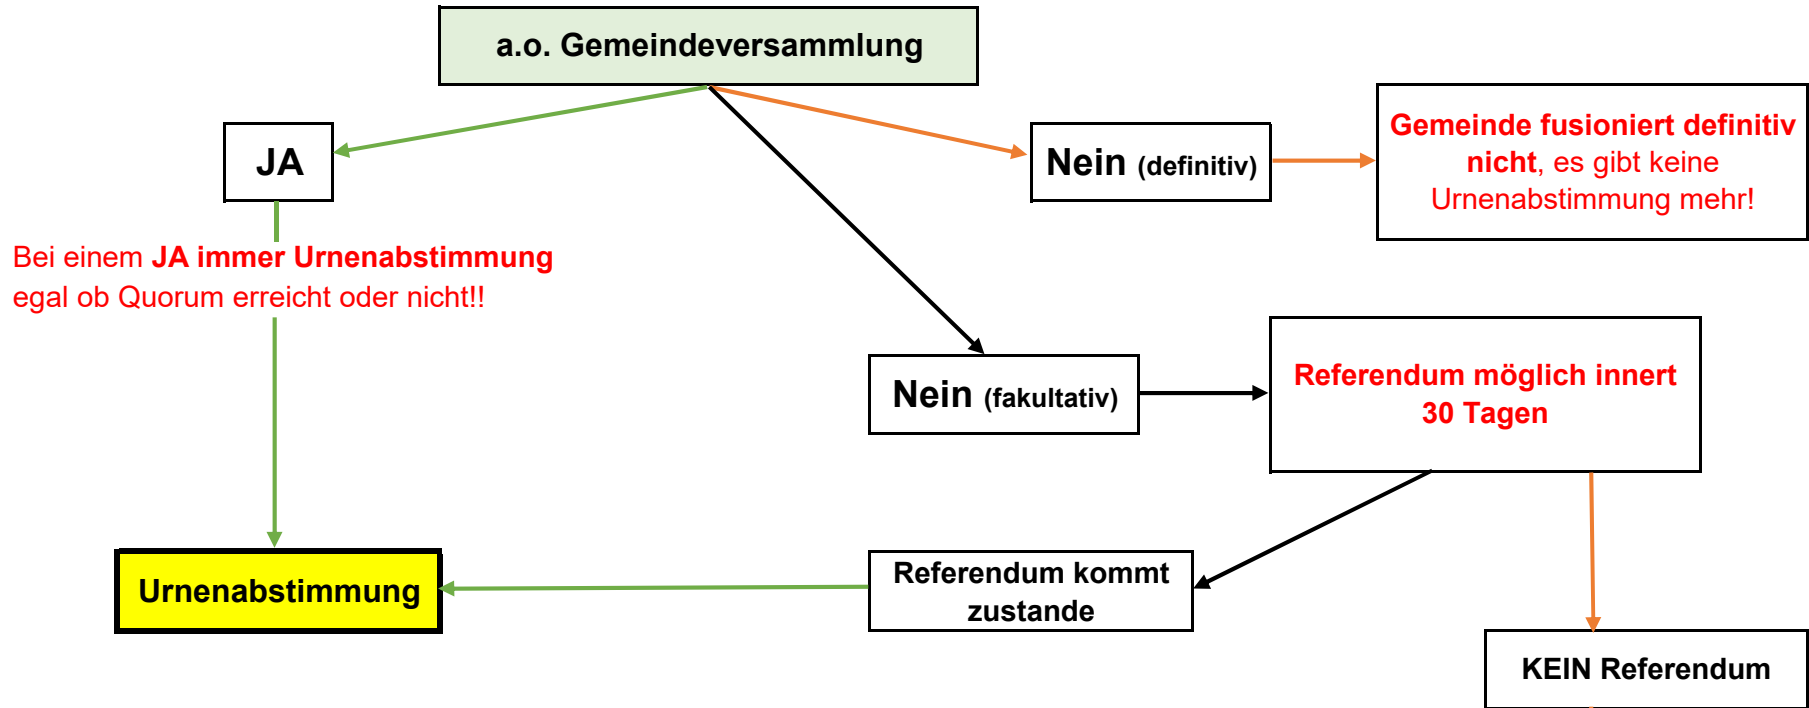 a.o. Gemeindeversammlung
JA
Nein (definitiv)
Gemeinde fusioniert definitiv
nicht, es gibt keine
Urnenabstimmung mehr!
Bei einem JA immer Urnenabstimmung
egal ob Quorum erreicht oder nicht!!
Nein (fakultativ)
Referendum möglich innert
30 Tagen
Urnenabstimmung
Referendum kommt
zustande
KEIN Referendum